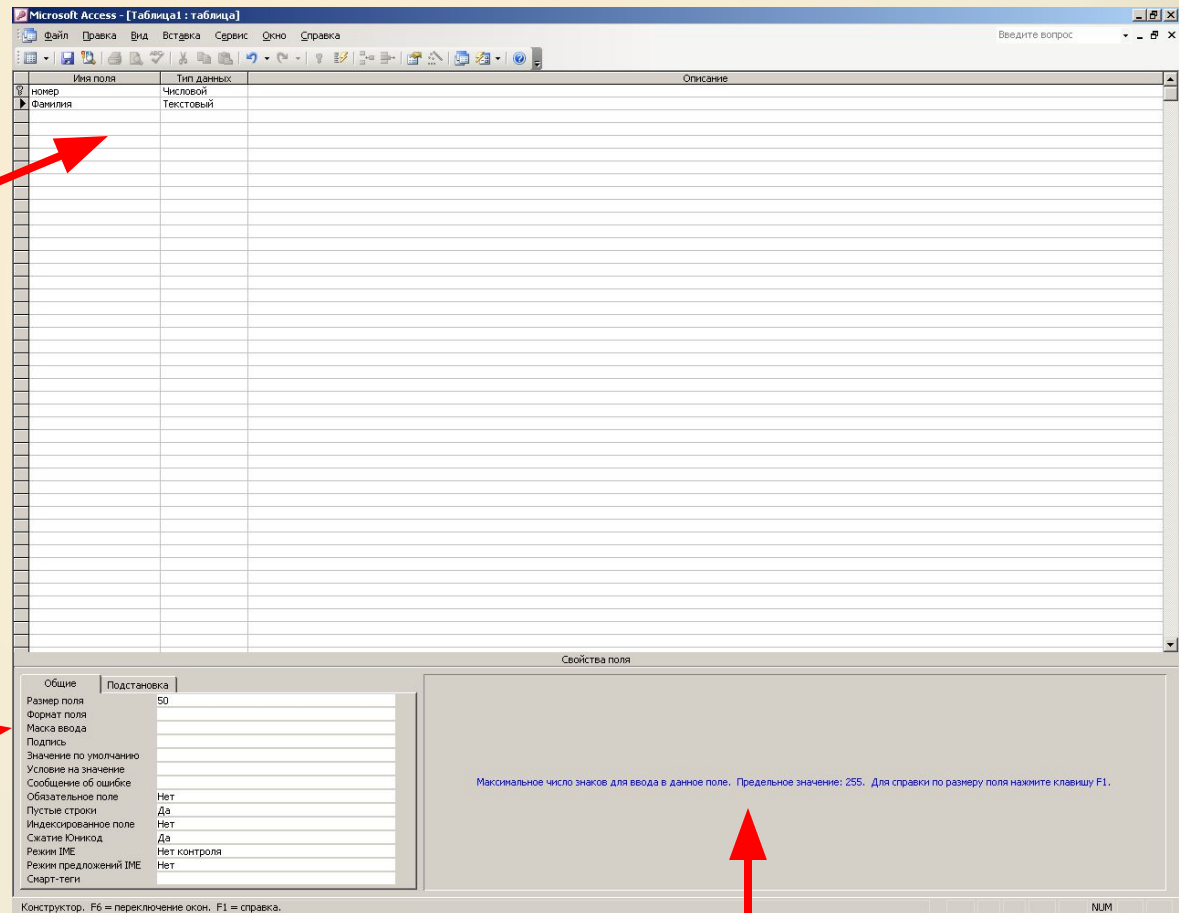 Microsoft Access - [Таблица1 : таблица]
Файл Правка Вид Вставка Сервис Окно Справка Введите вопрос
Имя поля Тип данных Описание
номер Числовой
Фамилия Текстовый
Свойства поля
Общие Подстановка
Размер поля 50
Формат поля
Маска ввода
Подпись
Значение по умолчанию
Условие на значение
Сообщение об ошибке
Обязательное поле Нет
Пустые строки Да
Индексированное поле Нет
Сжатие Юникод Да
Режим IME Нет контроля
Режим предложений IME Нет
Смарт-теги
Максимальное число знаков для ввода в данное поле. Предельное значение: 255. Для справки по размеру поля нажмите клавишу F1.
Конструктор. F6 = переключение окон. F1 = справка. NUM